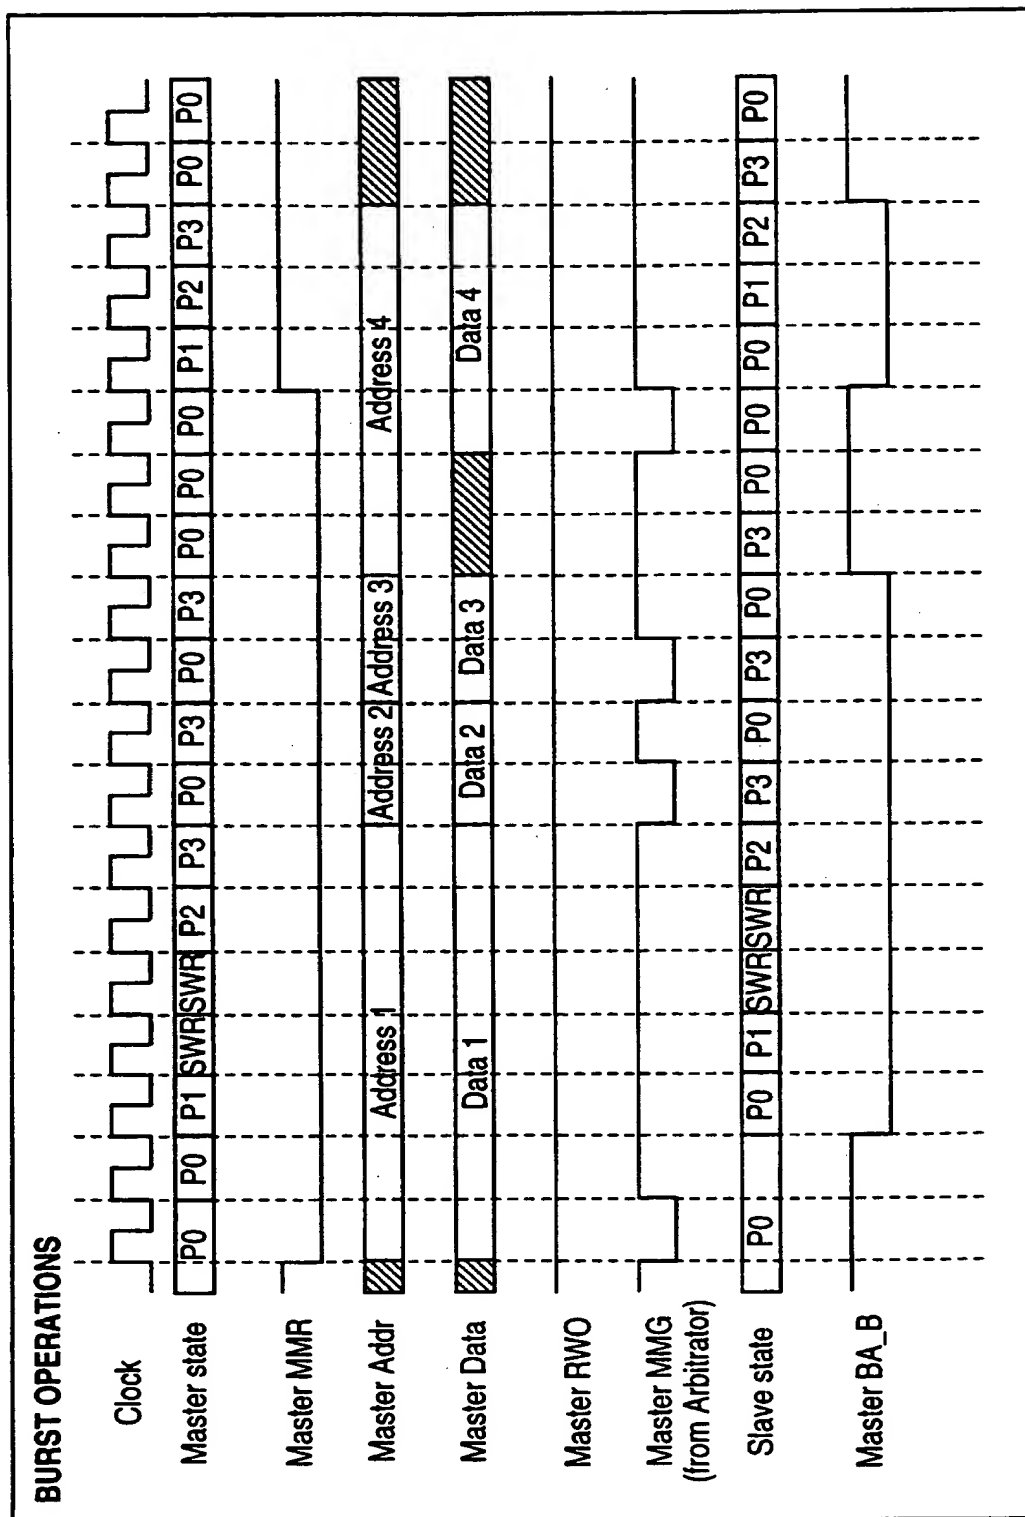 BURST OPERATIONS
Clock
Master state P0 P0 P1 SWR SWR P2 P3 P0 P3 P0 P3 P0 P0 P0 P1 P2 P3 P0 P0
Master MMR
Master Addr Address 1 Address 2 Address 3 Address 4
Master Data Data 1 Data 2 Data 3 Data 4
Master RWO
Master MMG
(from Arbitrator)
Slave state P0 P0 P1 SWR SWR P2 P3 P0 P3 P0 P3 P0 P0 P0 P1 P2 P3 P0
Master BA_B